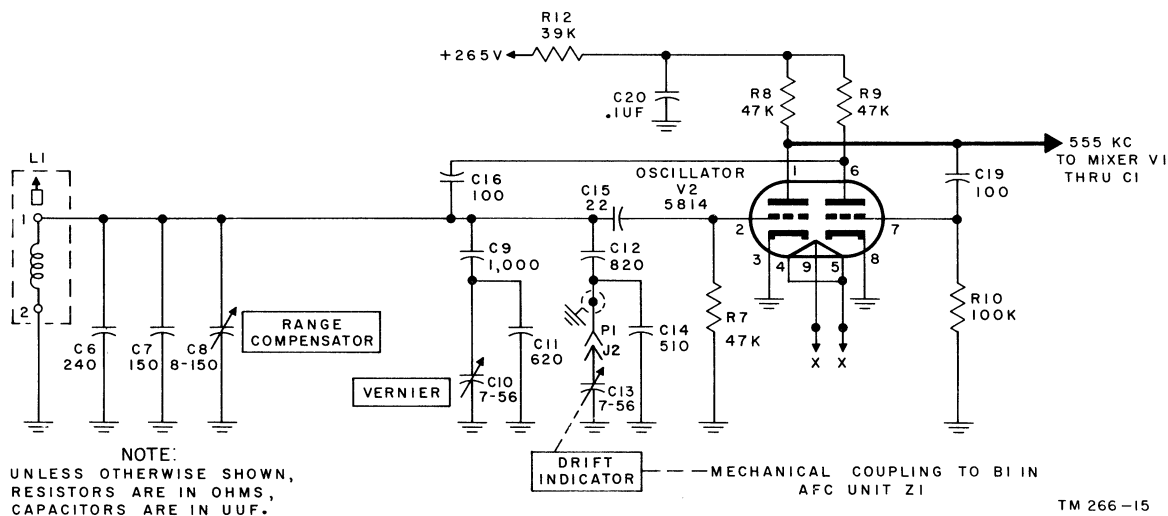 R12
39K
+265V
C20
.1UF
R8
47K
R9
47K
555 KC
TO MIXER V1
THRU C1
L1
1
2
C16
100
C15
22
OSCILLATOR
V2
5814
1
6
C19
100
2
7
3
4
9
5
8
C9
1,000
C12
820
R7
47K
R10
100K
C6
240
C7
150
C8
8-150
RANGE
COMPENSATOR
VERNIER
C10
7-56
C11
620
P1
J2
C13
7-56
C14
510
X
X
DRIFT
INDICATOR
MECHANICAL COUPLING TO B1 IN
AFC UNIT Z1
NOTE:
UNLESS OTHERWISE SHOWN,
RESISTORS ARE IN OHMS,
CAPACITORS ARE IN UUF.
TM 266-15